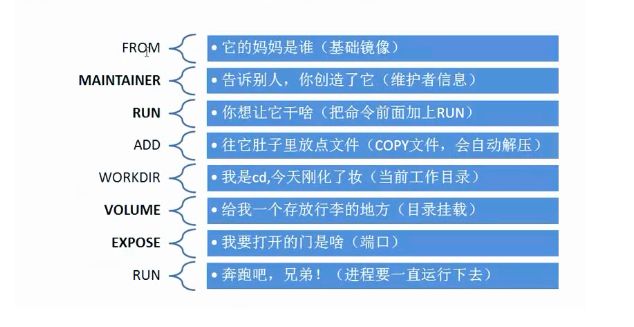 FROM • 它的妈妈是谁（基础镜像）
MAINTAINER • 告诉别人，你创造了它（维护者信息）
RUN • 你想让它干啥（把命令前面加上RUN）
ADD • 往它肚子里放点文件（COPY文件，会自动解压）
WORKDIR • 我是cd,今天刚化了妆（当前工作目录）
VOLUME • 给我一个存放行李的地方（目录挂载）
EXPOSE • 我要打开的门是啥（端口）
RUN • 奔跑吧，兄弟！（进程要一直运行下去）